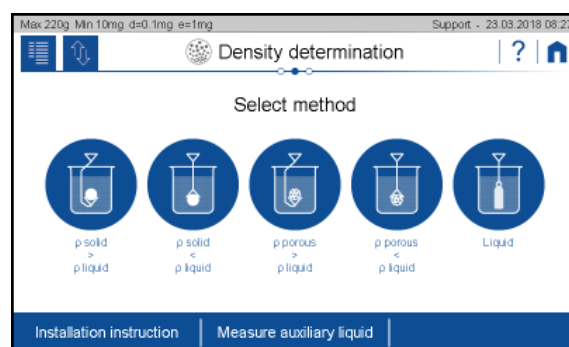 Max 220g Min 10mg d=0.1mg e=1mg
Support - 23.03.2018 08:27
Density determination
?
Select method
ρ solid
>
ρ liquid
ρ solid
<
ρ liquid
ρ porous
>
ρ liquid
ρ porous
<
ρ liquid
Liquid
Installation instruction
Measure auxiliary liquid